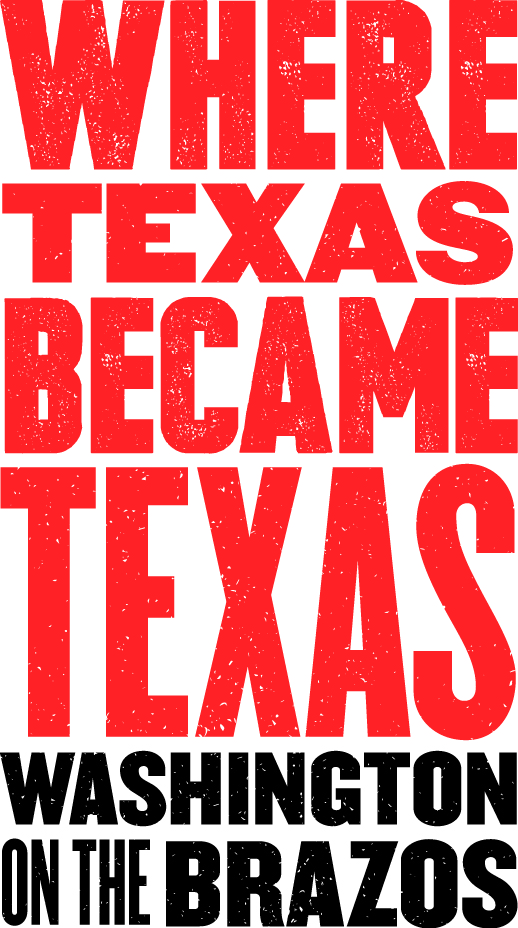 WHERE
TEXAS
BECAME
TEXAS
WASHINGTON
ON THE BRAZOS